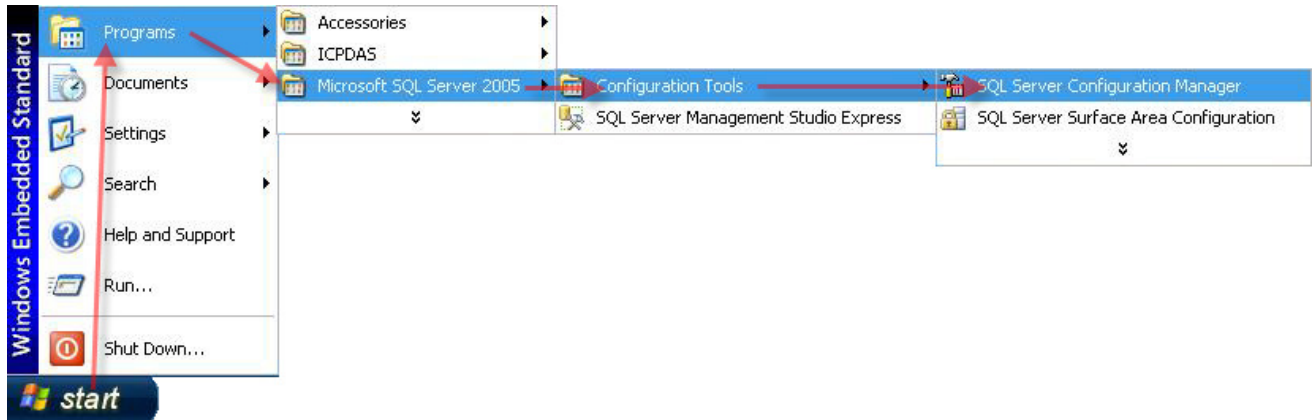 Windows Embedded Standard
Programs
Documents
Settings
Search
Help and Support
Run...
Shut Down...
start
Accessories
ICPDAS
Microsoft SQL Server 2005
Configuration Tools
SQL Server Management Studio Express
SQL Server Configuration Manager
SQL Server Surface Area Configuration